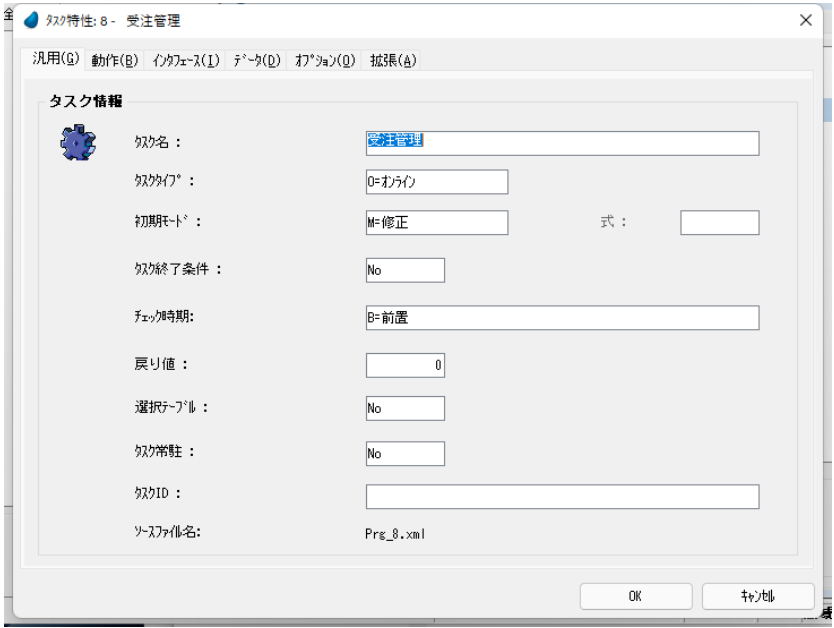 タスク特性: 8 - 受注管理
汎用(G) 動作(B) インタフェース(I) データ(D) オプション(O) 拡張(A)
タスク情報
タスク名 : 受注管理
タスクタイプ : O=オンライン
初期モード : M=修正 式 :
タスク終了条件 : No
チェック時期: B=前置
戻り値 : 0
選択テーブル : No
タスク常駐 : No
タスクID :
ソースファイル名: Prg_8.xml
OK キャンセル